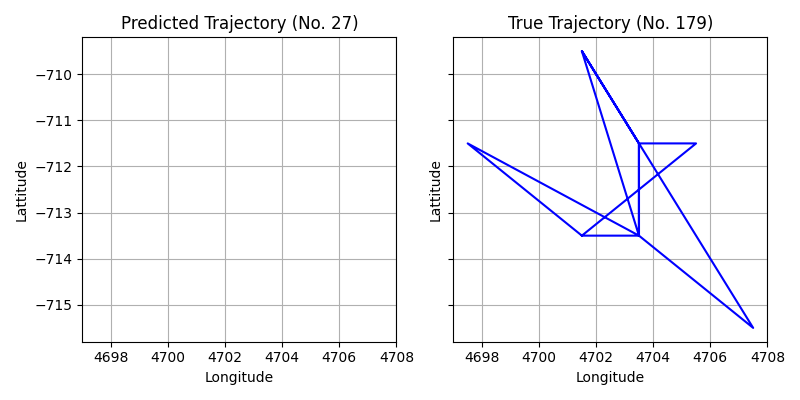 Predicted Trajectory (No. 27)
True Trajectory (No. 179)
−710
−711
−712
−713
−714
−715
Lattitude
4698 4700 4702 4704 4706 4708
Longitude
Lattitude
4698 4700 4702 4704 4706 4708
Longitude